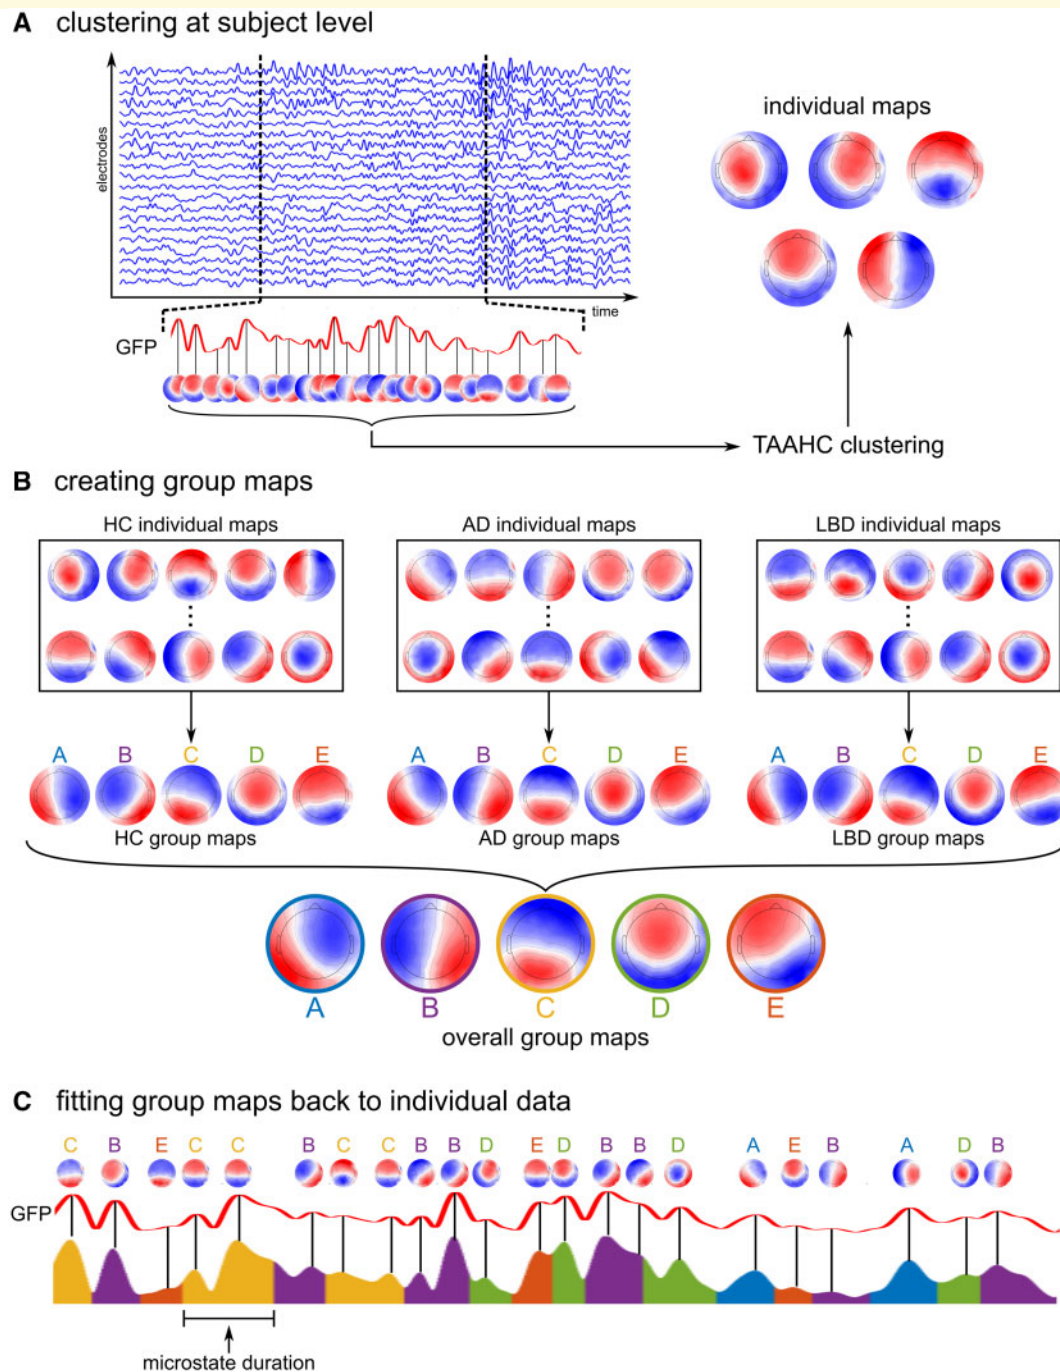 A clustering at subject level
electrodes
individual maps
time
GFP
TAAHC clustering
B creating group maps
HC individual maps AD individual maps LBD individual maps
A B C D E A B C D E A B C D E
HC group maps AD group maps LBD group maps
A B C D E
overall group maps
C fitting group maps back to individual data
C B E C C B C C B B D E D B B D A E B A D B
GFP
microstate duration